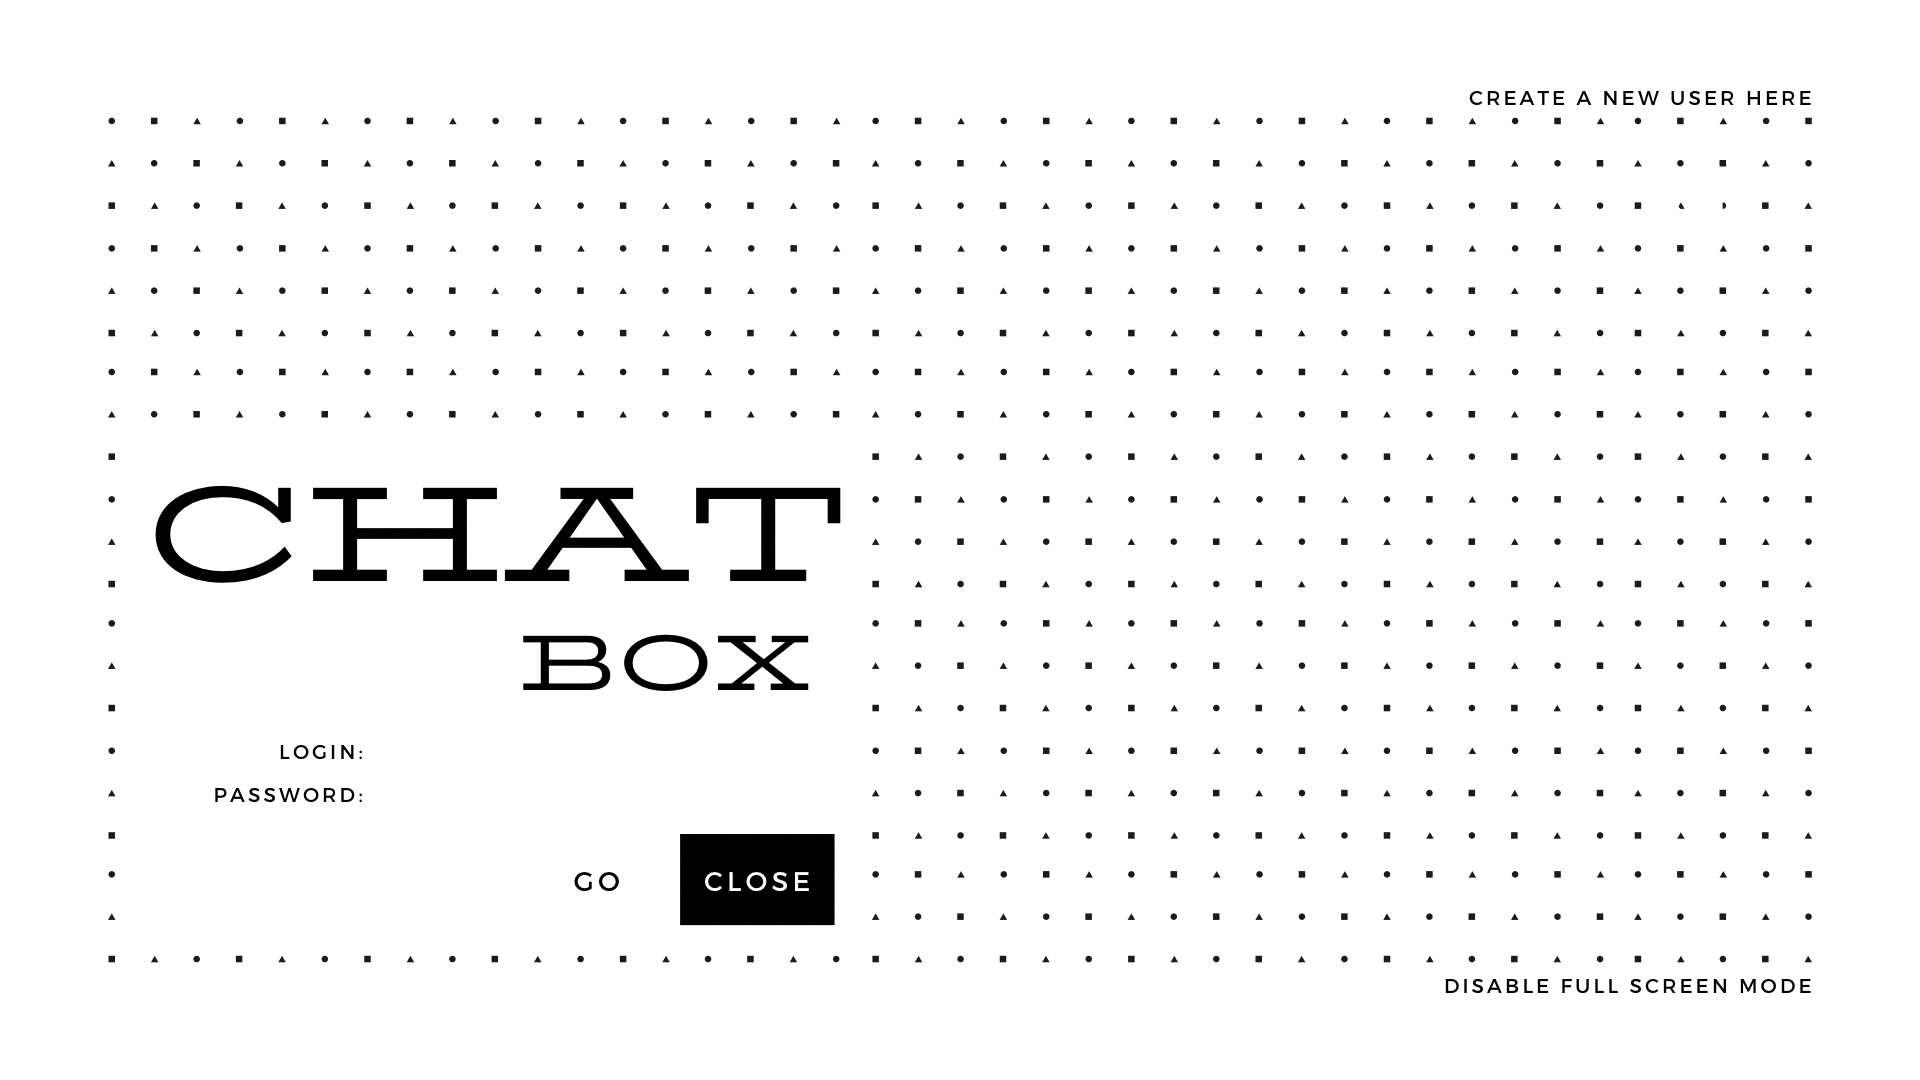 CREATE A NEW USER HERE
CHAT
BOX
LOGIN:
PASSWORD:
GO
CLOSE
DISABLE FULL SCREEN MODE